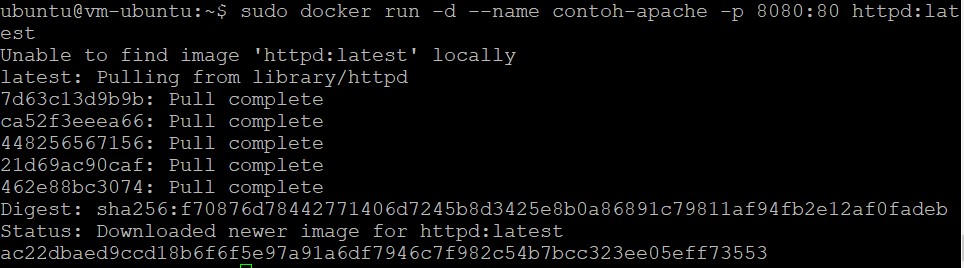 ubuntu@vm-ubuntu:~$ sudo docker run -d --name contoh-apache -p 8080:80 httpd:lat
est
Unable to find image 'httpd:latest' locally
latest: Pulling from library/httpd
7d63c13d9b9b: Pull complete
ca52f3eeea66: Pull complete
448256567156: Pull complete
21d69ac90caf: Pull complete
462e88bc3074: Pull complete
Digest: sha256:f70876d78442771406d7245b8d3425e8b0a86891c79811af94fb2e12af0fadeb
Status: Downloaded newer image for httpd:latest
ac22dbaed9ccd18b6f6f5e97a91a6df7946c7f982c54b7bcc323ee05eff73553